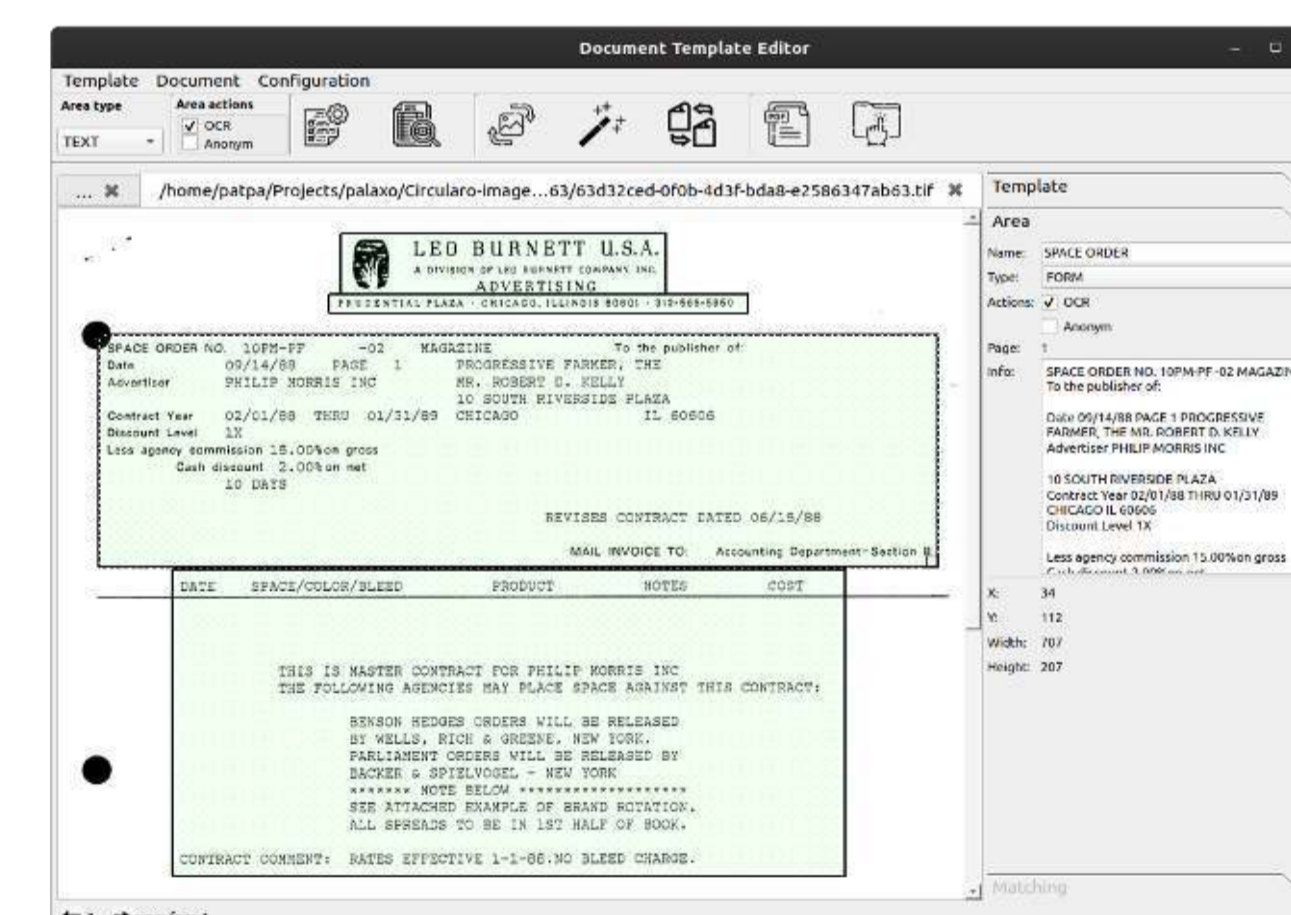 Document Template Editor
Template Document Configuration
Area type
TEXT
Area actions
OCR
Anonym
PDF
... ✖ /home/patpa/Projects/palaxo/Circularo-image...63/63d32ced-0f0b-4d3f-bda8-e2586347ab63.tif ✖
LEO BURNETT U.S.A.
A DIVISION OF LEO BURNETT COMPANY, INC.
ADVERTISING
PRUDENTIAL PLAZA · CHICAGO, ILLINOIS 60601 ·
SPACE ORDER NO. 10PM-PF -02 MAGAZINE To the publisher of:
Date 09/14/88 PAGE 1 PROGRESSIVE FARMER, THE
Advertiser PHILIP MORRIS INC MR. ROBERT D. KELLY
10 SOUTH RIVERSIDE PLAZA
Contract Year 02/01/88 THRU 01/31/89 CHICAGO IL 60606
Discount Level 1X
Less agency commission 15.00%on gross
Cash discount 2.00%on net
10 DAYS
REVISES CONTRACT DATED 06/15/88
MAIL INVOICE TO: Accounting Department-Section
DATE SPACE/COLOR/BLEED PRODUCT NOTES COST
THIS IS MASTER CONTRACT FOR PHILIP MORRIS INC
THE FOLLOWING AGENCIES MAY PLACE SPACE AGAINST THIS CONTRACT:
BENSON HEDGES ORDERS WILL BE RELEASED
BY WELLS, RICH & GREENE, NEW YORK.
PARLIAMENT ORDERS WILL BE RELEASED BY
BACKER & SPIELVOGEL - NEW YORK
******* NOTE BELOW ********************
SEE ATTACHED EXAMPLE OF BRAND ROTATION.
ALL SPREADS TO BE IN 1ST HALF OF BOOK.
CONTRACT COMMENT: RATES EFFECTIVE 1-1-88.NO BLEED CHARGE.
Template
Area
Name: SPACE ORDER
Type: FORM
Actions: OCR
Anonym
Page: 1
Info: SPACE ORDER NO. 10PM-PF -02 MAGAZIN
To the publisher of:
Date 09/14/88 PAGE 1 PROGRESSIVE
FARMER, THE MR. ROBERT D. KELLY
Advertiser PHILIP MORRIS INC
10 SOUTH RIVERSIDE PLAZA
Contract Year 02/01/88 THRU 01/31/89
CHICAGO IL 60606
Discount Level 1X
Less agency commission 15.00%on gross
X: 34
Y: 112
Width: 707
Height: 207
Matching